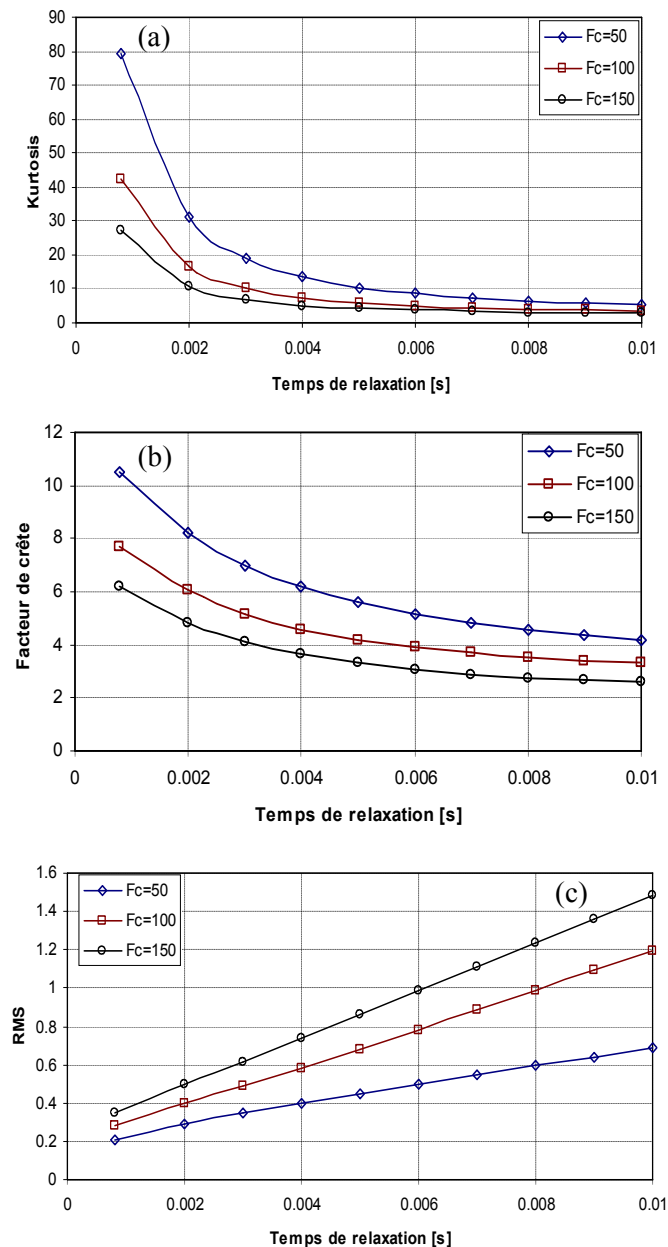 (a)
Fc=50
Fc=100
Fc=150
Kurtosis
90
80
70
60
50
40
30
20
10
0
0 0.002 0.004 0.006 0.008 0.01
Temps de relaxation [s]
(b)
Fc=50
Fc=100
Fc=150
Facteur de crête
12
10
8
6
4
2
0
0 0.002 0.004 0.006 0.008 0.01
Temps de relaxation [s]
(c)
Fc=50
Fc=100
Fc=150
RMS
1.6
1.4
1.2
1
0.8
0.6
0.4
0.2
0
0 0.002 0.004 0.006 0.008 0.01
Temps de relaxation [s]